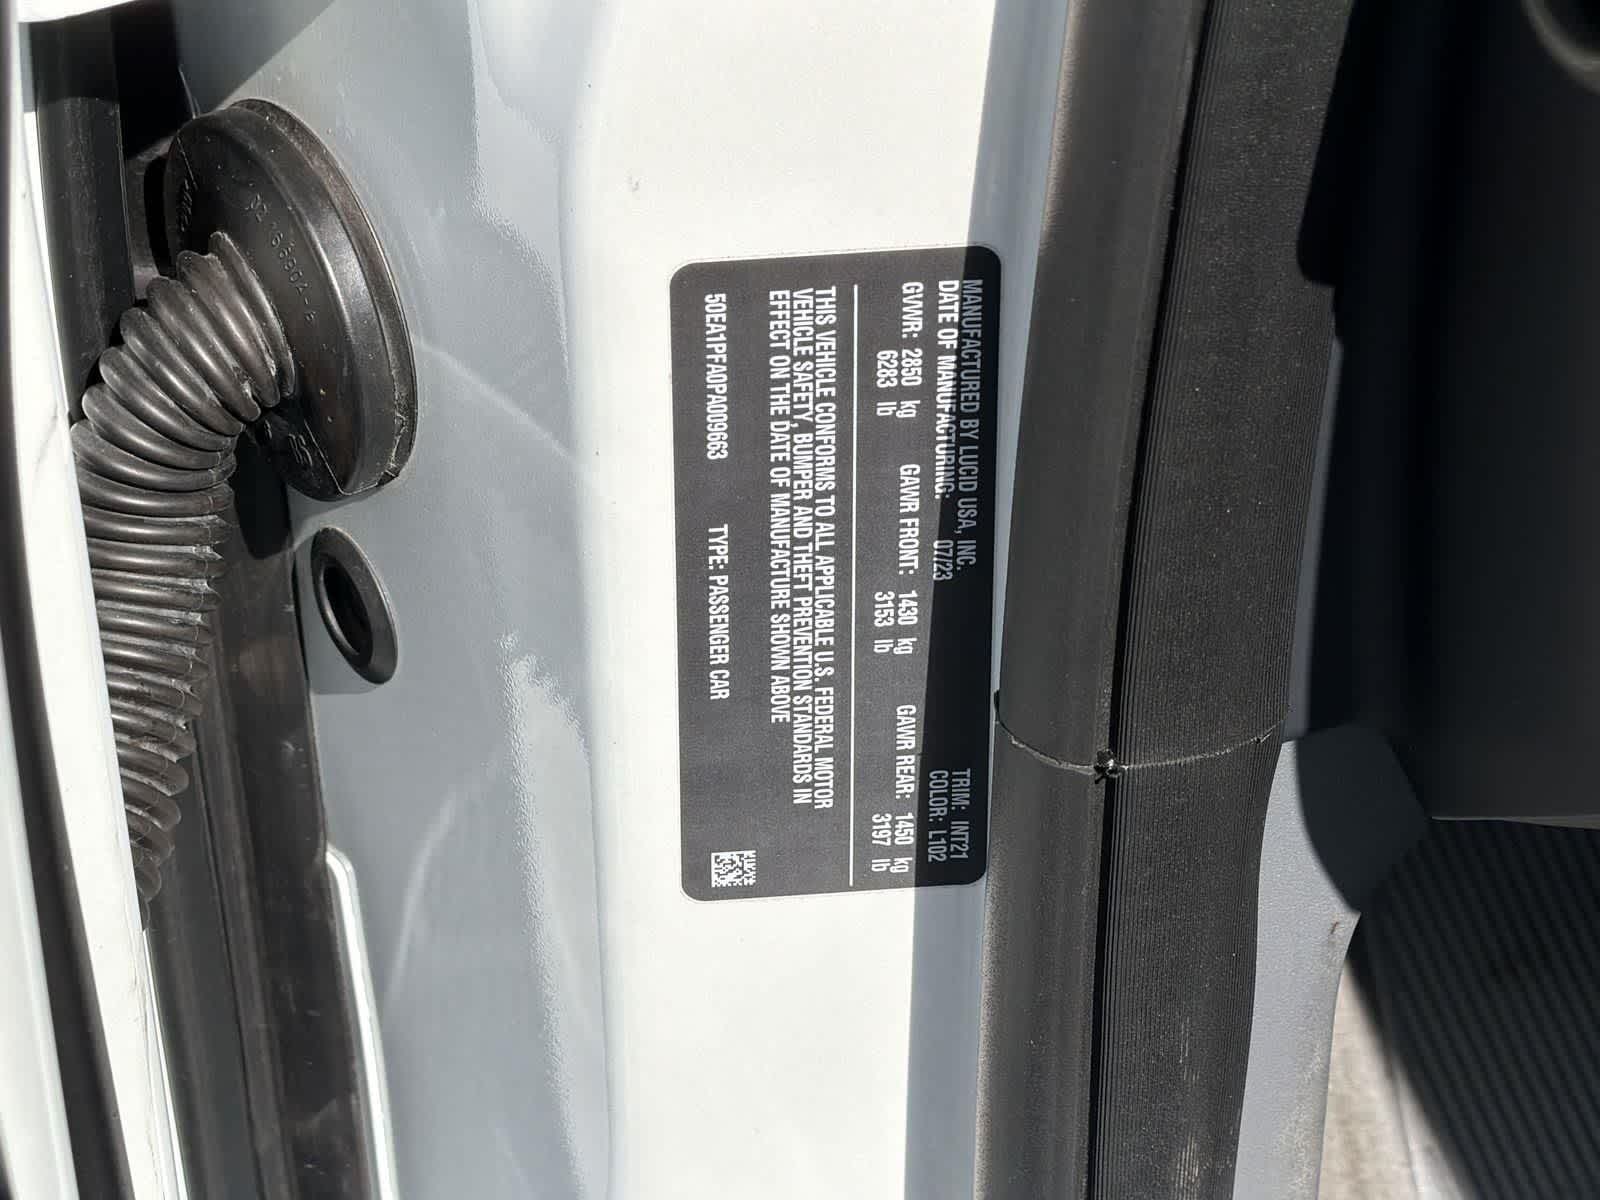 MANUFACTURED BY LUCID USA, INC. TRIM: INT21
DATE OF MANUFACTURING: 07/23 COLOR: L102
GVWR: 2850 kg GAWR FRONT: 1430 kg GAWR REAR: 1450 kg
6283 lb 3153 lb 3197 lb
THIS VEHICLE CONFORMS TO ALL APPLICABLE U.S. FEDERAL MOTOR
VEHICLE SAFETY, BUMPER AND THEFT PREVENTION STANDARDS IN
EFFECT ON THE DATE OF MANUFACTURE SHOWN ABOVE
50EA1PFA0PA009663 TYPE: PASSENGER CAR